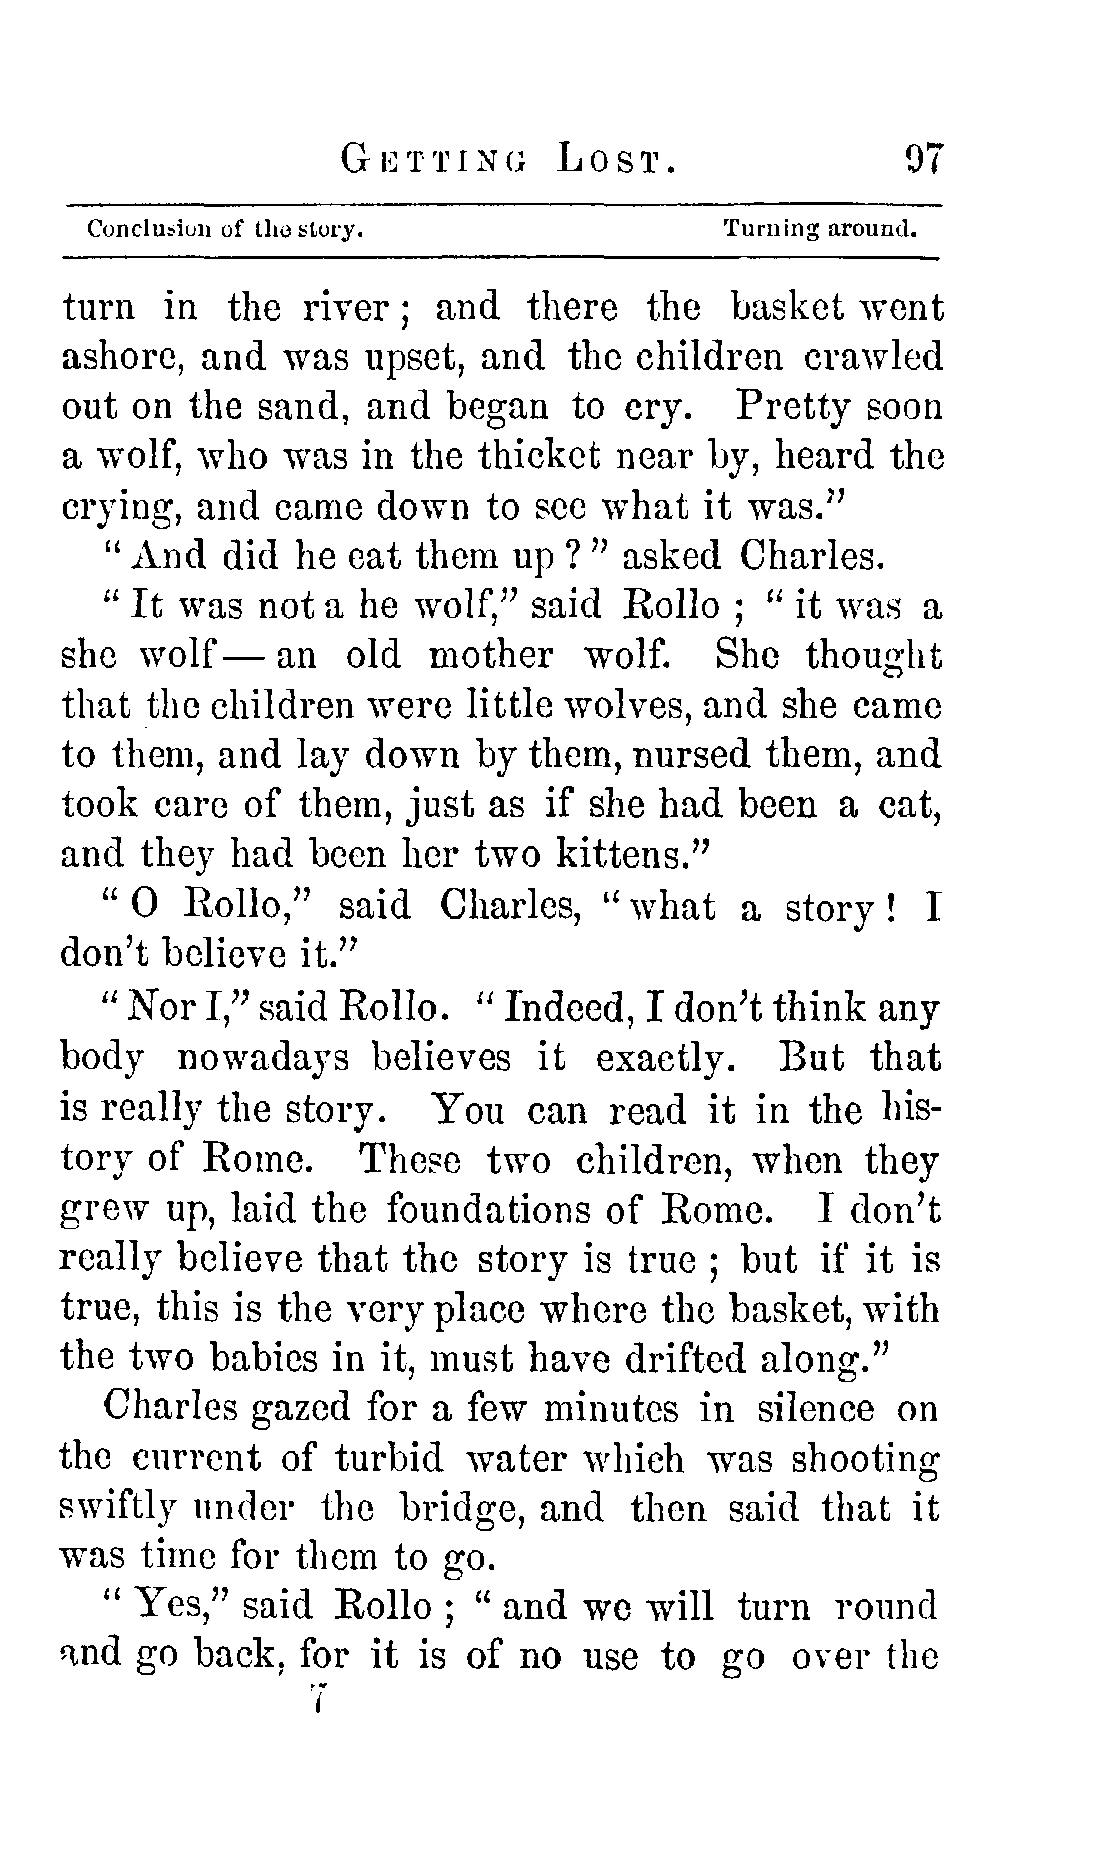 GETTING LOST. 97
Conclusion of the story. Turning around.
turn in the river; and there the basket went
ashore, and was upset, and the children crawled
out on the sand, and began to cry. Pretty soon
a wolf, who was in the thicket near by, heard the
crying, and came down to see what it was."
"And did he eat them up?" asked Charles.
"It was not a he wolf," said Rollo; "it was a
she wolf—an old mother wolf. She thought
that the children were little wolves, and she came
to them, and lay down by them, nursed them, and
took care of them, just as if she had been a cat,
and they had been her two kittens."
"O Rollo," said Charles, "what a story! I
don't believe it."
"Nor I," said Rollo. "Indeed, I don't think any
body nowadays believes it exactly. But that
is really the story. You can read it in the his-
tory of Rome. These two children, when they
grew up, laid the foundations of Rome. I don't
really believe that the story is true; but if it is
true, this is the very place where the basket, with
the two babies in it, must have drifted along."
Charles gazed for a few minutes in silence on
the current of turbid water which was shooting
swiftly under the bridge, and then said that it
was time for them to go.
"Yes," said Rollo; "and we will turn round
and go back, for it is of no use to go over the
7